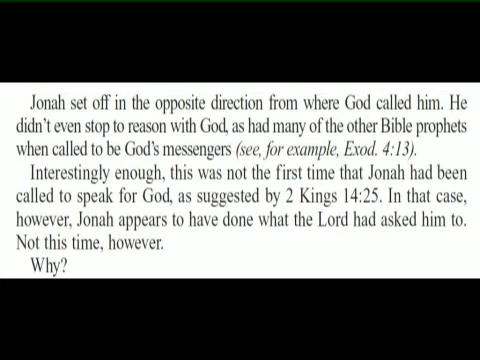 Jonah set off in the opposite direction from where God called him. He
didn't even stop to reason with God, as had many of the other Bible prophets
when called to be God's messengers (see, for example, Exod. 4:13).
Interestingly enough, this was not the first time that Jonah had been
called to speak for God, as suggested by 2 Kings 14:25. In that case,
however, Jonah appears to have done what the Lord had asked him to.
Not this time, however.
Why?